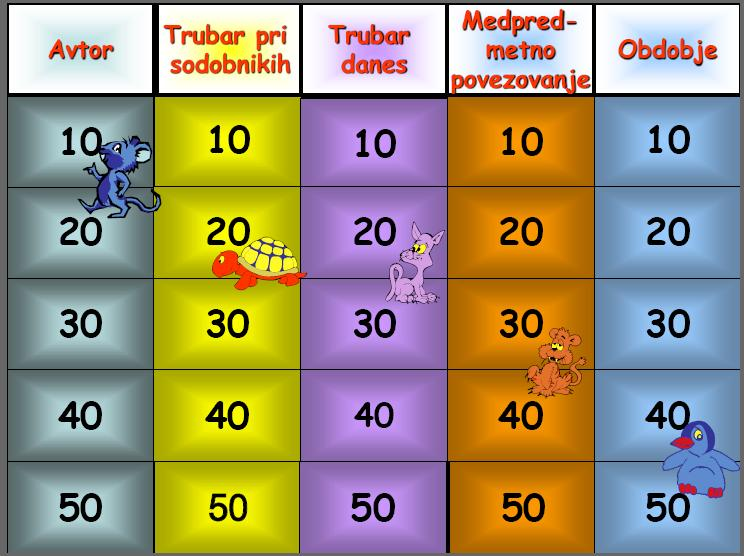 Avtor
Trubar pri
sodobnikih
Trubar
danes
Medpred-
metno
povezovanje
Obdobje
10 10 10 10 10
20 20 20 20 20
30 30 30 30 30
40 40 40 40 40
50 50 50 50 50